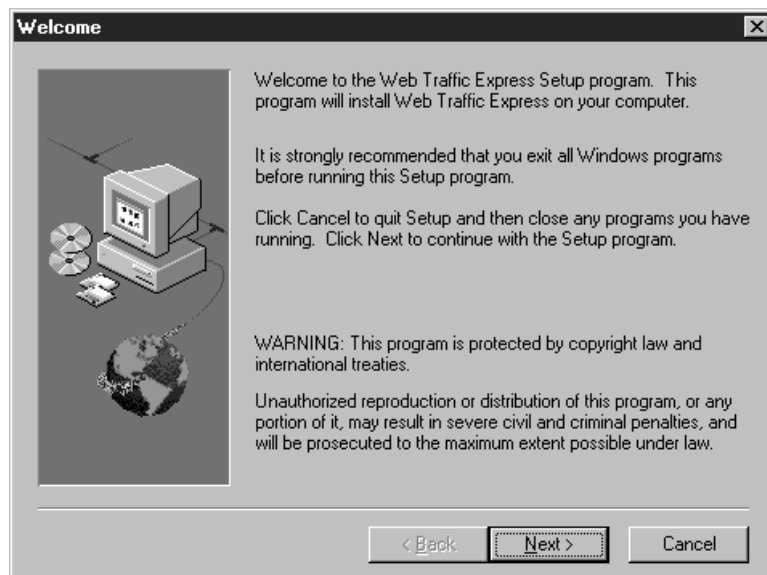 Welcome
Welcome to the Web Traffic Express Setup program. This
program will install Web Traffic Express on your computer.
It is strongly recommended that you exit all Windows programs
before running this Setup program.
Click Cancel to quit Setup and then close any programs you have
running. Click Next to continue with the Setup program.
WARNING: This program is protected by copyright law and
international treaties.
Unauthorized reproduction or distribution of this program, or any
portion of it, may result in severe civil and criminal penalties, and
will be prosecuted to the maximum extent possible under law.
< Back
Next >
Cancel